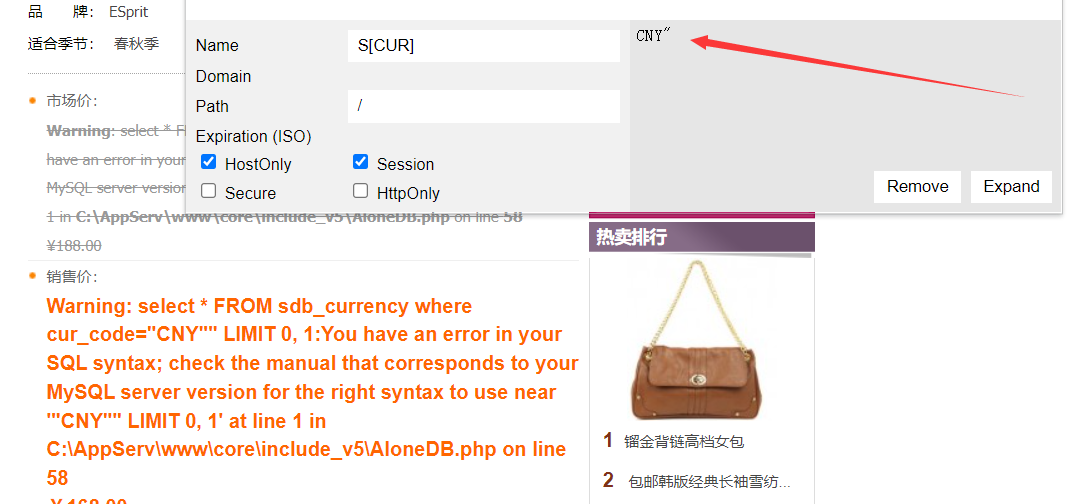 品 牌： ESprit
适合季节： 春秋季
Name
S[CUR]
Domain
Path
/
Expiration (ISO)
HostOnly
Session
Secure
HttpOnly
CNY"
Remove
Expand
市场价：
Warning: select * F
have an error in your
MySQL server version
1 in C:\AppServ\www\core\include_v5\AloneDB.php on line 58
¥188.00
销售价：
Warning: select * FROM sdb_currency where
cur_code="CNY"" LIMIT 0, 1:You have an error in your
SQL syntax; check the manual that corresponds to your
MySQL server version for the right syntax to use near
'"CNY"" LIMIT 0, 1' at line 1 in
C:\AppServ\www\core\include_v5\AloneDB.php on line
58
¥168.00
热卖排行
1 镏金背链高档女包
2 包邮韩版经典长袖雪纺...